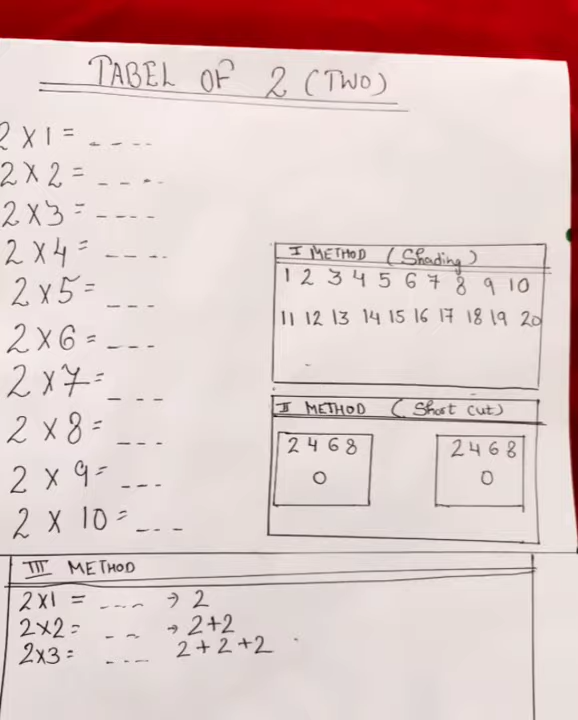 TABEL OF 2 (TWO)
2 X 1 = ----
2 X 2 = ----
2 X 3 = ----
2 X 4 = ----
2 X 5 = ---
2 X 6 = ---
2 X 7 = ---
2 X 8 = ---
2 X 9 = ---
2 X 10 = ---
I METHOD (Shading)
1 2 3 4 5 6 7 8 9 10
11 12 13 14 15 16 17 18 19 20
II METHOD (Short cut)
2 4 6 8
0
2 4 6 8
0
III METHOD
2X1 = ---- → 2
2X2 = -- → 2+2
2X3 = --- 2+2+2